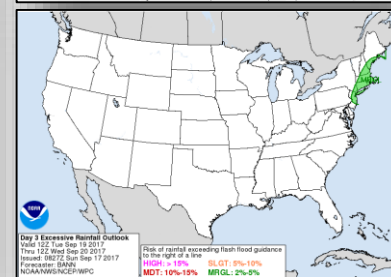 MRGL
NOAA
Day 3 Excessive Rainfall Outlook
Valid 12Z Tue Sep 19 2017
Thru 12Z Wed Sep 20 2017
Issued: 0827Z Sun Sep 17 2017
Forecaster: BANN
NOAA/NWS/NCEP/WPC
Risk of rainfall exceeding flash flood guidance
to the right of a line
HIGH: > 15% SLGT: 5%-10%
MDT: 10%-15% MRGL: 2%-5%